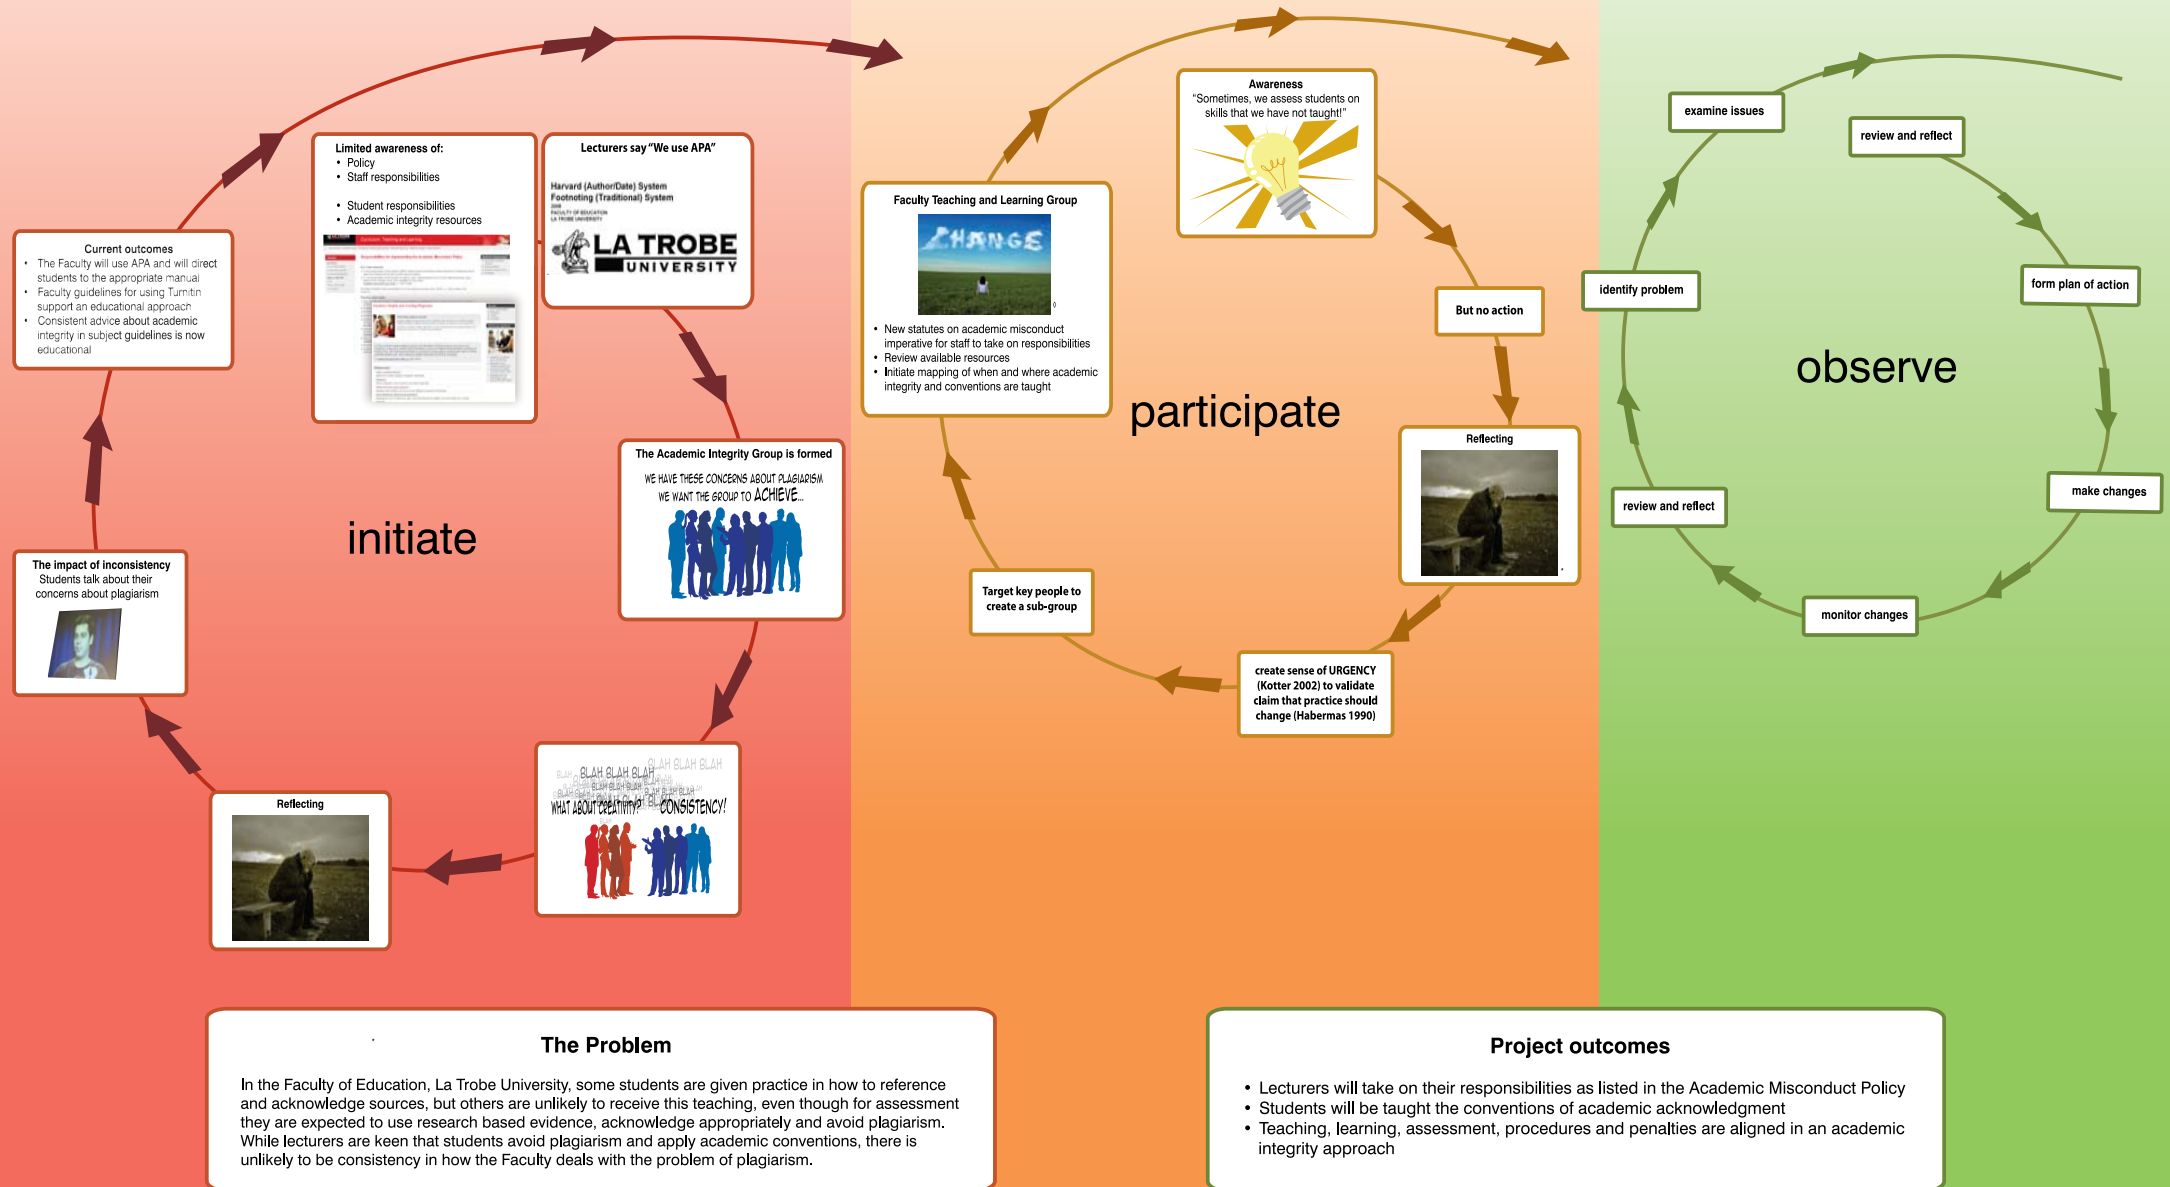 Limited awareness of:
• Policy
• Staff responsibilities
• Student responsibilities
• Academic integrity resources
Lecturers say “We use APA”
Harvard (Author/Date) System
Footnoting (Traditional) System
2008
FACULTY OF EDUCATION
LA TROBE UNIVERSITY
LA TROBE
UNIVERSITY
The Academic Integrity Group is formed
WE HAVE THESE CONCERNS ABOUT PLAGIARISM
WE WANT THE GROUP TO ACHIEVE...
BLAH BLAH BLAH
BLAH BLAH BLAH BLAH
BLAH BLAH BLAH
WHAT ABOUT CREATIVITY? CONSISTENCY!
Reflecting
The impact of inconsistency
Students talk about their
concerns about plagiarism
Current outcomes
• The Faculty will use APA and will direct
students to the appropriate manual
• Faculty guidelines for using Turnitin
support an educational approach
• Consistent advice about academic
integrity in subject guidelines is now
educational
initiate
Awareness
“Sometimes, we assess students on
skills that we have not taught!”
But no action
Reflecting
create sense of URGENCY
(Kotter 2002) to validate
claim that practice should
change (Habermas 1990)
Target key people to
create a sub-group
Faculty Teaching and Learning Group
CHANGE
• New statutes on academic misconduct
imperative for staff to take on responsibilities
• Review available resources
• Initiate mapping of when and where academic
integrity and conventions are taught
participate
review and reflect
form plan of action
make changes
monitor changes
review and reflect
identify problem
examine issues
observe
The Problem
In the Faculty of Education, La Trobe University, some students are given practice in how to reference
and acknowledge sources, but others are unlikely to receive this teaching, even though for assessment
they are expected to use research based evidence, acknowledge appropriately and avoid plagiarism.
While lecturers are keen that students avoid plagiarism and apply academic conventions, there is
unlikely to be consistency in how the Faculty deals with the problem of plagiarism.
Project outcomes
• Lecturers will take on their responsibilities as listed in the Academic Misconduct Policy
• Students will be taught the conventions of academic acknowledgment
• Teaching, learning, assessment, procedures and penalties are aligned in an academic
integrity approach